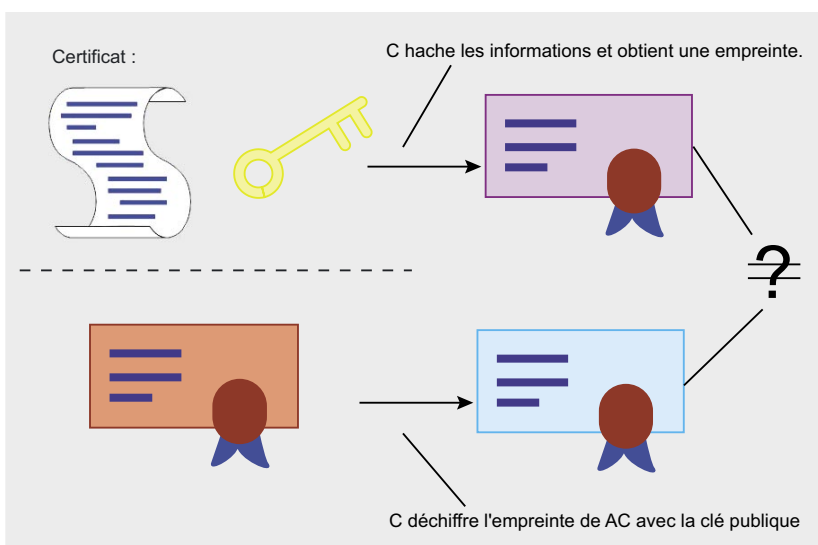 C hache les informations et obtient une empreinte.
Certificat :
?
C déchiffre l'empreinte de AC avec la clé publique